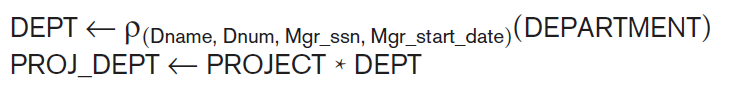 DEPT ← ρ(Dname, Dnum, Mgr_ssn, Mgr_start_date)(DEPARTMENT)
PROJ_DEPT ← PROJECT * DEPT